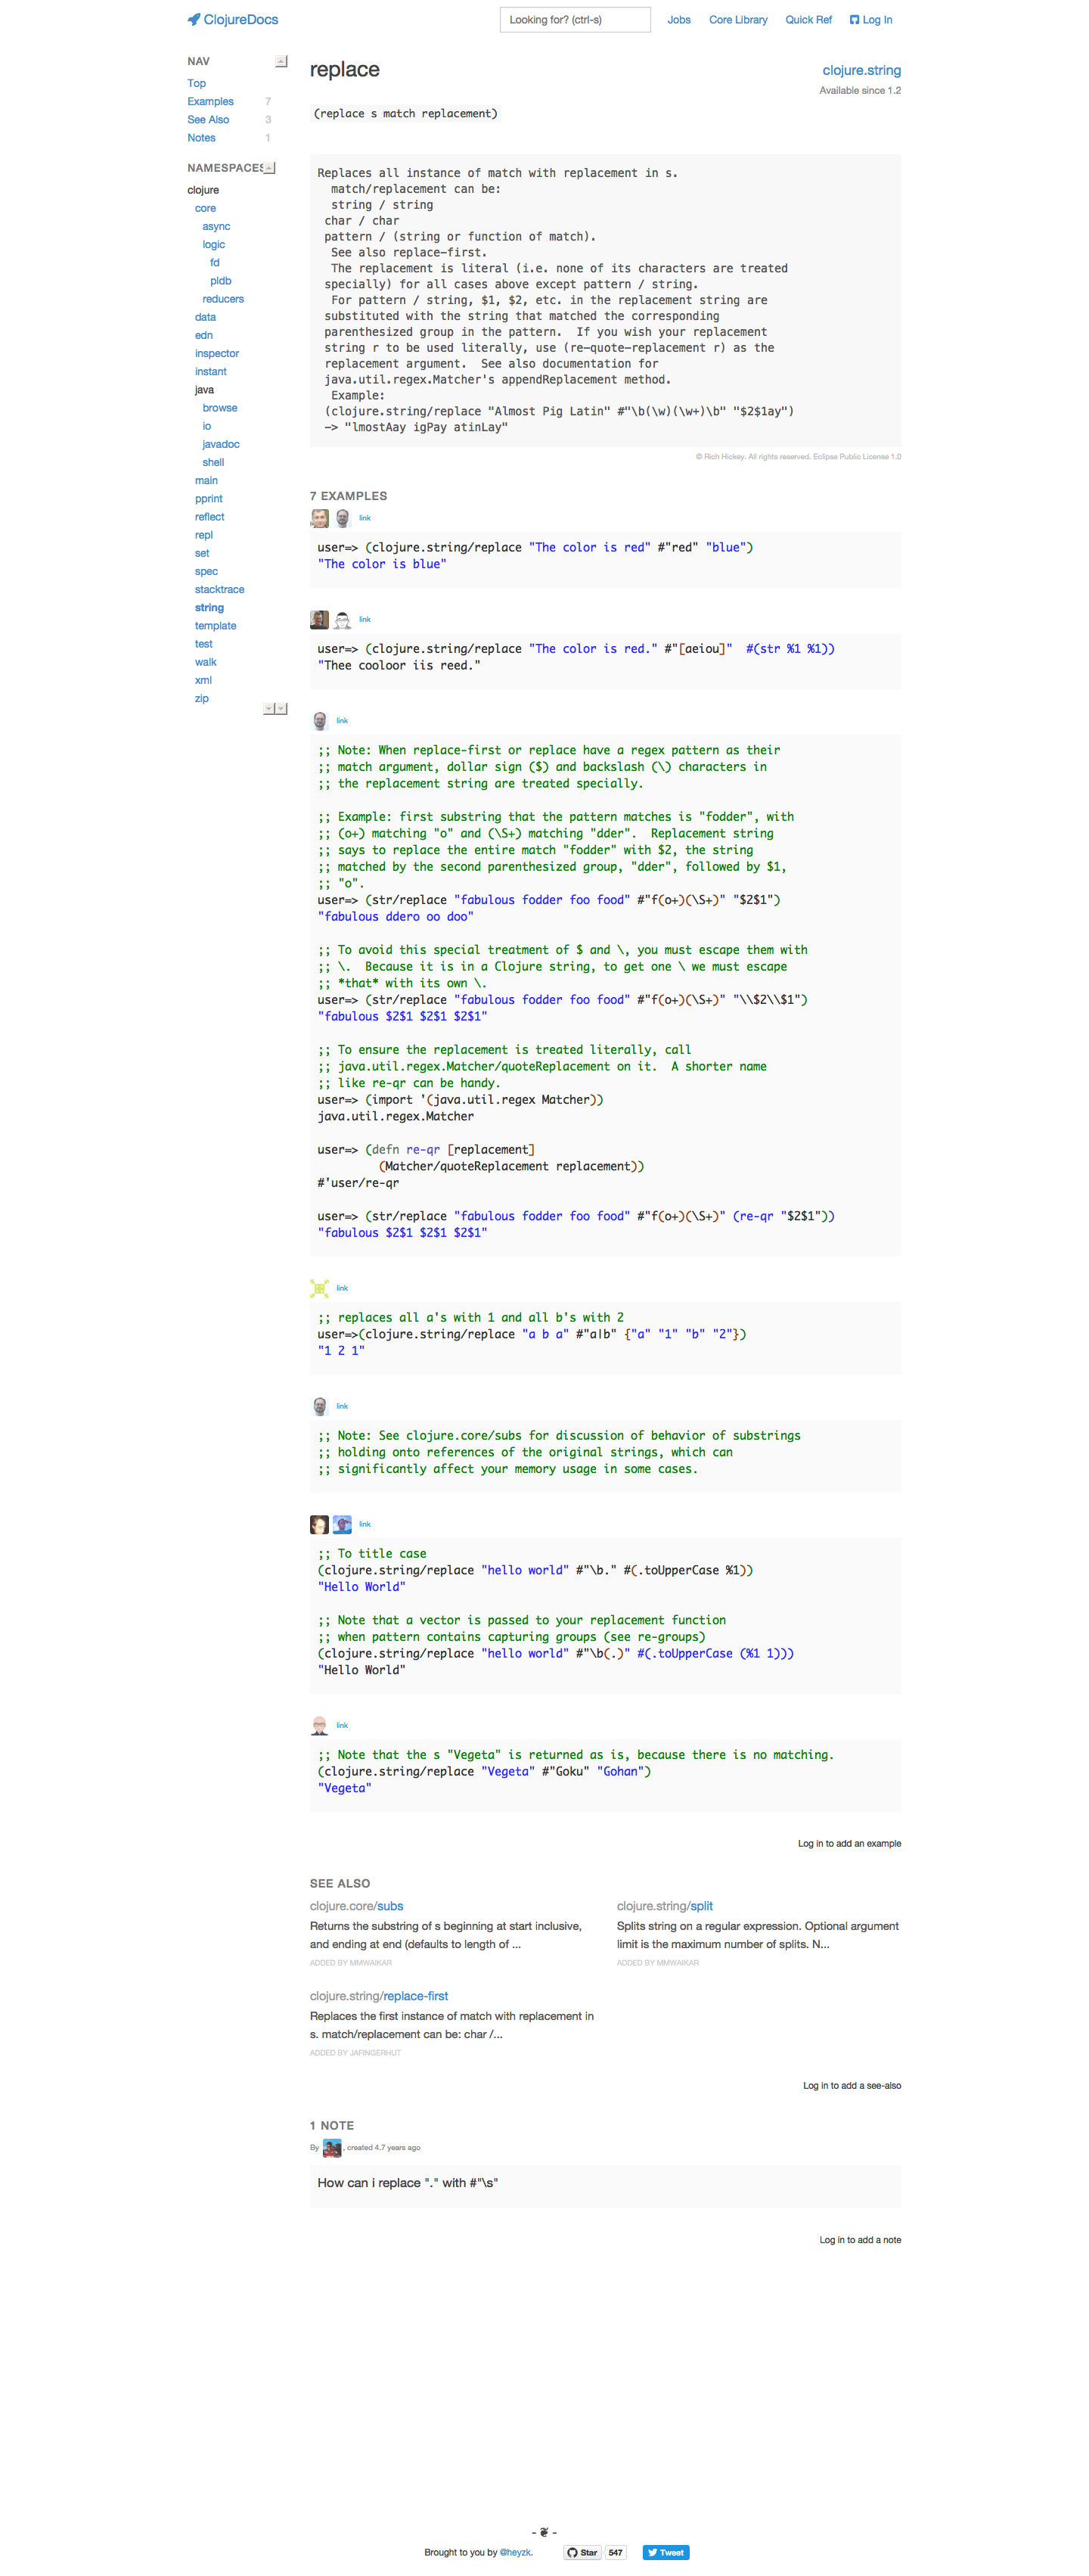 ClojureDocs
Looking for? (ctrl-s)
Jobs
Core Library
Quick Ref
Log In
NAV
Top
Examples 7
See Also 3
Notes 1
NAMESPACES
clojure
core
async
logic
fd
pldb
reducers
data
edn
inspector
instant
java
browse
io
javadoc
shell
main
pprint
reflect
repl
set
spec
stacktrace
string
template
test
walk
xml
zip
replace
clojure.string
Available since 1.2
(replace s match replacement)
Replaces all instance of match with replacement in s.
match/replacement can be:
string / string
char / char
pattern / (string or function of match).
See also replace-first.
The replacement is literal (i.e. none of its characters are treated
specially) for all cases above except pattern / string.
For pattern / string, $1, $2, etc. in the replacement string are
substituted with the string that matched the corresponding
parenthesized group in the pattern.  If you wish your replacement
string r to be used literally, use (re-quote-replacement r) as the
replacement argument.  See also documentation for
java.util.regex.Matcher's appendReplacement method.
Example:
(clojure.string/replace "Almost Pig Latin" #"\b(\w)(\w+)\b" "$2$1ay")
-> "lmostAay igPay atinLay"
© Rich Hickey. All rights reserved. Eclipse Public License 1.0
7 EXAMPLES
link
user=> (clojure.string/replace "The color is red" #"red" "blue")
"The color is blue"
link
user=> (clojure.string/replace "The color is red." #"[aeiou]"  #(str %1 %1))
"Thee cooloor iis reed."
link
;; Note: When replace-first or replace have a regex pattern as their
;; match argument, dollar sign ($) and backslash (\) characters in
;; the replacement string are treated specially.
;; Example: first substring that the pattern matches is "fodder", with
;; (o+) matching "o" and (\S+) matching "dder".  Replacement string
;; says to replace the entire match "fodder" with $2, the string
;; matched by the second parenthesized group, "dder", followed by $1,
;; "o".
user=> (str/replace "fabulous fodder foo food" #"f(o+)(\S+)" "$2$1")
"fabulous ddero oo doo"
;; To avoid this special treatment of $ and \, you must escape them with
;; \.  Because it is in a Clojure string, to get one \ we must escape
;; *that* with its own \.
user=> (str/replace "fabulous fodder foo food" #"f(o+)(\S+)" "\\$2\\$1")
"fabulous $2$1 $2$1 $2$1"
;; To ensure the replacement is treated literally, call
;; java.util.regex.Matcher/quoteReplacement on it.  A shorter name
;; like re-qr can be handy.
user=> (import '(java.util.regex Matcher))
java.util.regex.Matcher
user=> (defn re-qr [replacement]
(Matcher/quoteReplacement replacement))
#'user/re-qr
user=> (str/replace "fabulous fodder foo food" #"f(o+)(\S+)" (re-qr "$2$1"))
"fabulous $2$1 $2$1 $2$1"
link
;; replaces all a's with 1 and all b's with 2
user=>(clojure.string/replace "a b a" #"a|b" {"a" "1" "b" "2"})
"1 2 1"
link
;; Note: See clojure.core/subs for discussion of behavior of substrings
;; holding onto references of the original strings, which can
;; significantly affect your memory usage in some cases.
link
;; To title case
(clojure.string/replace "hello world" #"\b." #(.toUpperCase %1))
"Hello World"
;; Note that a vector is passed to your replacement function
;; when pattern contains capturing groups (see re-groups)
(clojure.string/replace "hello world" #"\b(.)" #(.toUpperCase (%1 1)))
"Hello World"
link
;; Note that the s "Vegeta" is returned as is, because there is no matching.
(clojure.string/replace "Vegeta" #"Goku" "Gohan")
"Vegeta"
Log in to add an example
SEE ALSO
clojure.core/subs
Returns the substring of s beginning at start inclusive,
and ending at end (defaults to length of ...
ADDED BY MMWAIKAR
clojure.string/split
Splits string on a regular expression. Optional argument
limit is the maximum number of splits. N...
ADDED BY MMWAIKAR
clojure.string/replace-first
Replaces the first instance of match with replacement in
s. match/replacement can be: char /...
ADDED BY JAFINGERHUT
Log in to add a see-also
1 NOTE
By , created 4.7 years ago
How can i replace "." with #"\s"
Log in to add a note
- ❦ -
Brought to you by @heyzk.
Star 547
Tweet